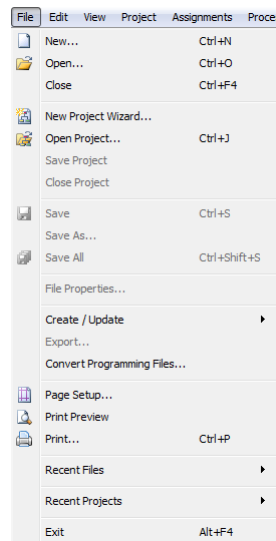 File Edit View Project Assignments Proce
New... Ctrl+N
Open... Ctrl+O
Close Ctrl+F4
New Project Wizard...
Open Project... Ctrl+J
Save Project
Close Project
Save Ctrl+S
Save As...
Save All Ctrl+Shift+S
File Properties...
Create / Update
Export...
Convert Programming Files...
Page Setup...
Print Preview
Print... Ctrl+P
Recent Files
Recent Projects
Exit Alt+F4